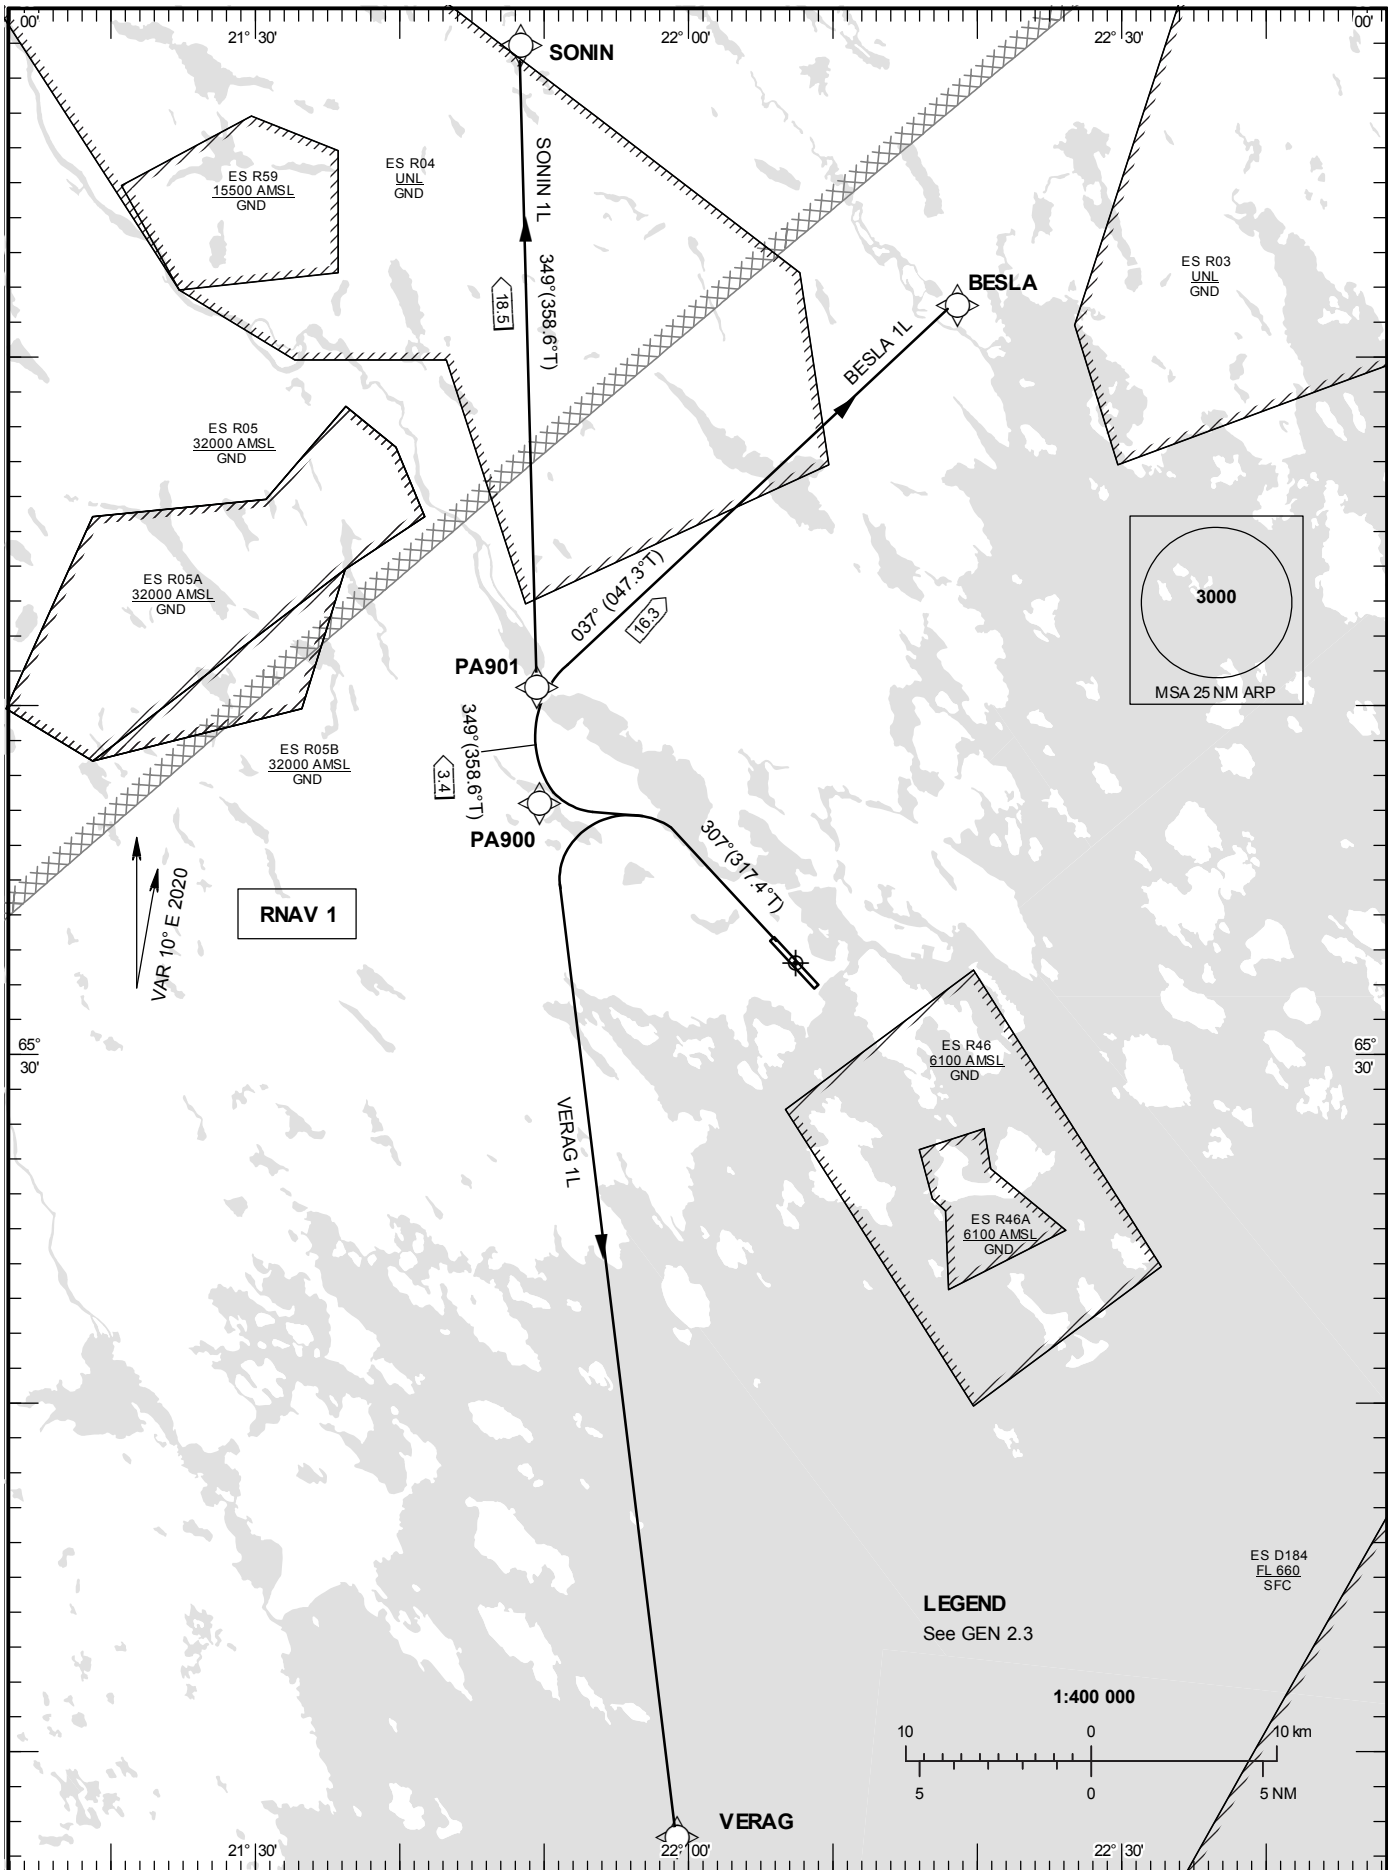 00'
21° 30'
22° 00'
22° 30'
00'
SONIN
SONIN 1L
349°(358.6°T)
18.5
ES R59
15500 AMSL
GND
ES R04
UNL
GND
BESLA
BESLA 1L
ES R03
UNL
GND
ES R05
32000 AMSL
GND
ES R05A
32000 AMSL
GND
037° (047.3°T)
16.3
3000
MSA 25 NM ARP
PA901
349°(358.6°T)
3.4
ES R05B
32000 AMSL
GND
PA900
307°(317.4°T)
VAR 10° E 2020
RNAV 1
65°
30'
65°
30'
ES R46
6100 AMSL
GND
VERAG 1L
ES R46A
6100 AMSL
GND
ES D184
FL 660
SFC
LEGEND
See GEN 2.3
1:400 000
10 0 10 km
5 0 5 NM
VERAG
21° 30'
22° 00'
22° 30'